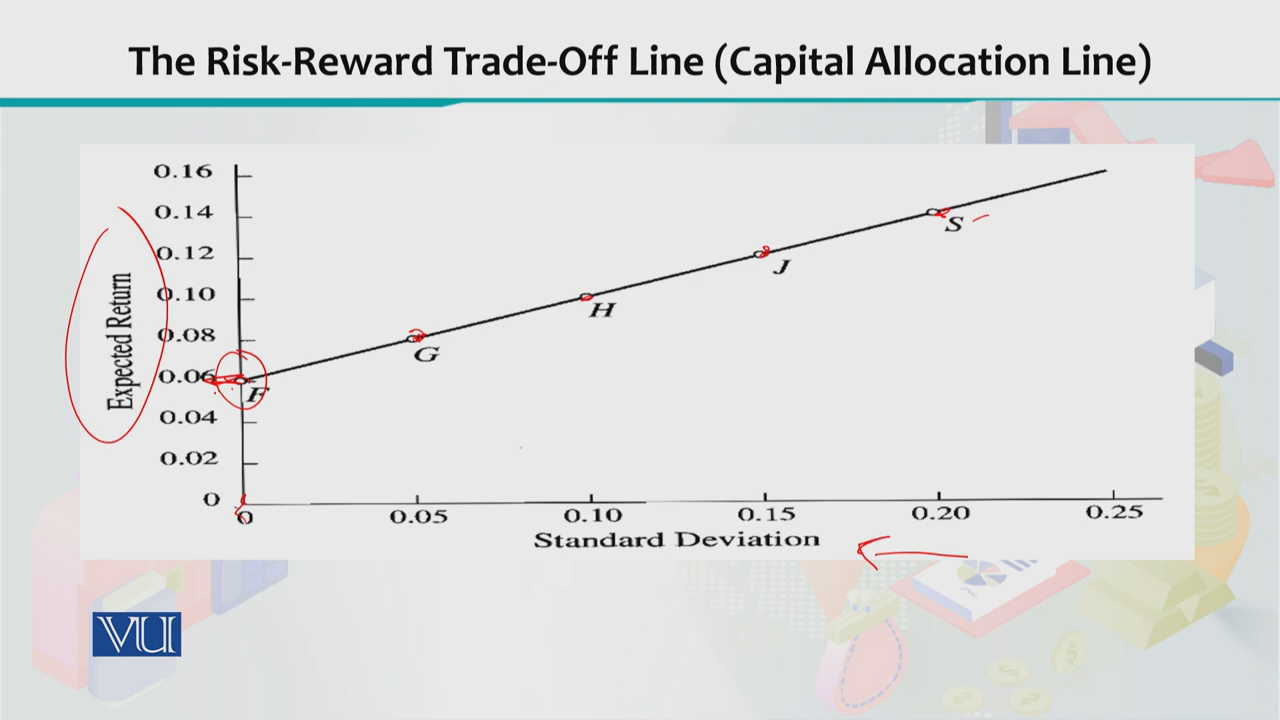 The Risk-Reward Trade-Off Line (Capital Allocation Line)
0.16
0.14
0.12
0.10
0.08
0.06
0.04
0.02
0
Expected Return
F
G
H
J
S
0
0.05
0.10
0.15
0.20
0.25
Standard Deviation
VU